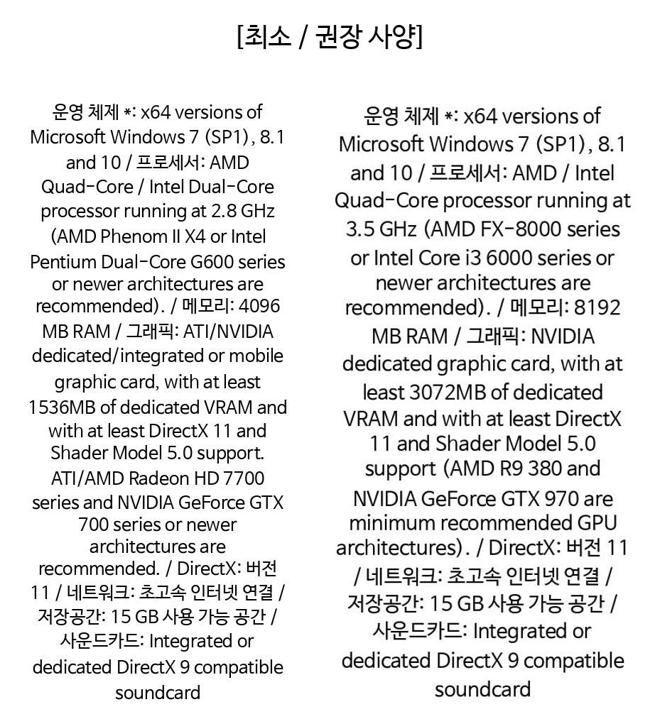 [최소 / 권장 사양]
운영 체제 *: x64 versions of
Microsoft Windows 7 (SP1), 8.1
and 10 / 프로세서: AMD
Quad-Core / Intel Dual-Core
processor running at 2.8 GHz
(AMD Phenom II X4 or Intel
Pentium Dual-Core G600 series
or newer architectures are
recommended). / 메모리: 4096
MB RAM / 그래픽: ATI/NVIDIA
dedicated/integrated or mobile
graphic card, with at least
1536MB of dedicated VRAM and
with at least DirectX 11 and
Shader Model 5.0 support.
ATI/AMD Radeon HD 7700
series and NVIDIA GeForce GTX
700 series or newer
architectures are
recommended. / DirectX: 버전
11 / 네트워크: 초고속 인터넷 연결 /
저장공간: 15 GB 사용 가능 공간 /
사운드카드: Integrated or
dedicated DirectX 9 compatible
soundcard
운영 체제 *: x64 versions of
Microsoft Windows 7 (SP1), 8.1
and 10 / 프로세서: AMD / Intel
Quad-Core processor running at
3.5 GHz (AMD FX-8000 series
or Intel Core i3 6000 series or
newer architectures are
recommended). / 메모리: 8192
MB RAM / 그래픽: NVIDIA
dedicated graphic card, with at
least 3072MB of dedicated
VRAM and with at least DirectX
11 and Shader Model 5.0
support (AMD R9 380 and
NVIDIA GeForce GTX 970 are
minimum recommended GPU
architectures). / DirectX: 버전 11
/ 네트워크: 초고속 인터넷 연결 /
저장공간: 15 GB 사용 가능 공간 /
사운드카드: Integrated or
dedicated DirectX 9 compatible
soundcard